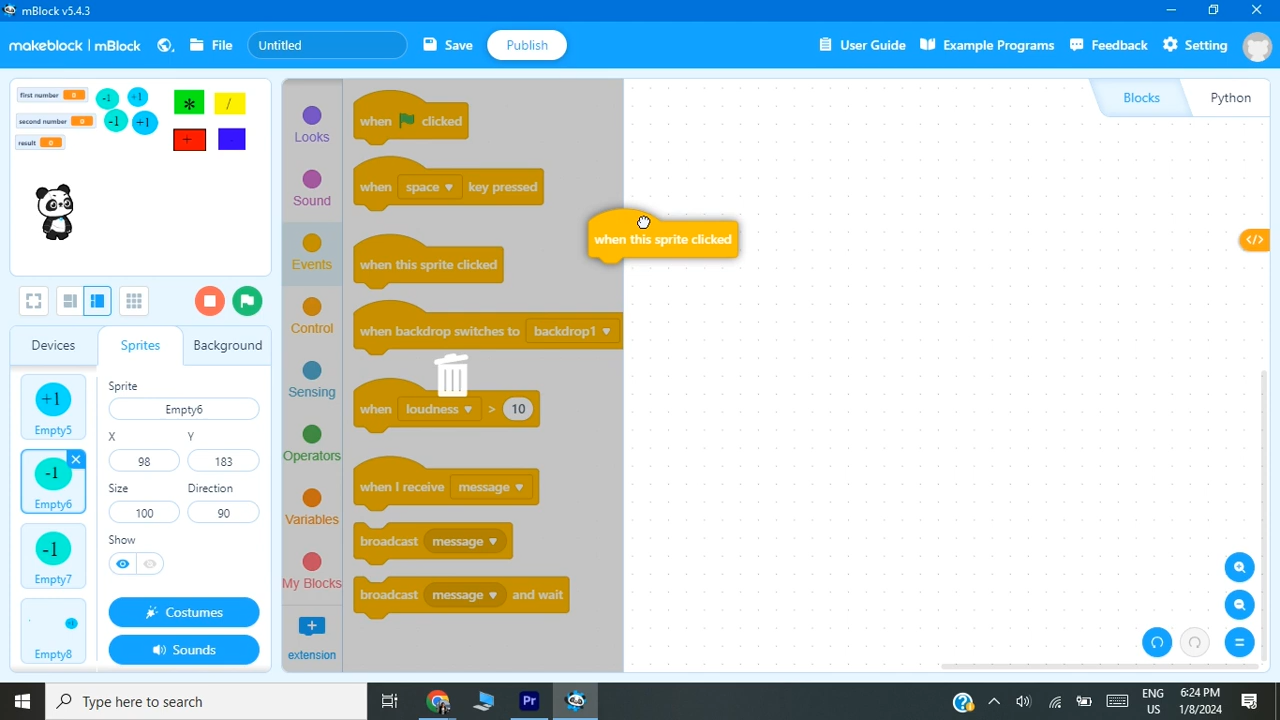 mBlock v5.4.3
makeblock | mBlock
File
Untitled
Save
Publish
User Guide
Example Programs
Feedback
Setting
first number 0
second number 0
result 0
-1 +1
-1 +1
* /
+
Devices
Sprites
Background
Sprite
Empty6
X
Y
98
183
Size
Direction
100
90
Show
Costumes
Sounds
+1
Empty5
-1
Empty6
-1
Empty7
Empty8
Looks
Sound
Events
Control
Sensing
Operators
Variables
My Blocks
extension
when clicked
when space key pressed
when this sprite clicked
when this sprite clicked
when backdrop switches to backdrop1
when loudness > 10
when I receive message
broadcast message
broadcast message and wait
Blocks
Python
</>
Type here to search
Pr
ENG
US
6:24 PM
1/8/2024